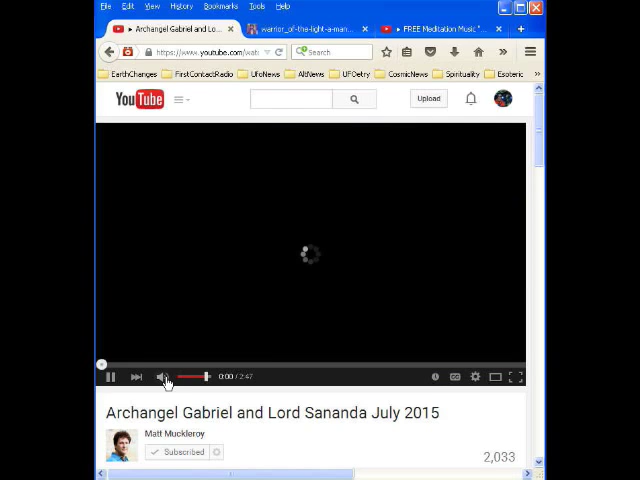 File Edit View History Bookmarks Tools Help
Archangel Gabriel and Lo... warrior_of-the-light-a-man... FREE Meditation Music "...
https://www.youtube.com/wat Search
EarthChanges FirstContactRadio UfoNews AltNews UFOetry CosmicNews Spirituality Esoteric
YouTube Upload
0:00 / 2:47
Archangel Gabriel and Lord Sananda July 2015
Matt Muckleroy
Subscribed
2,033